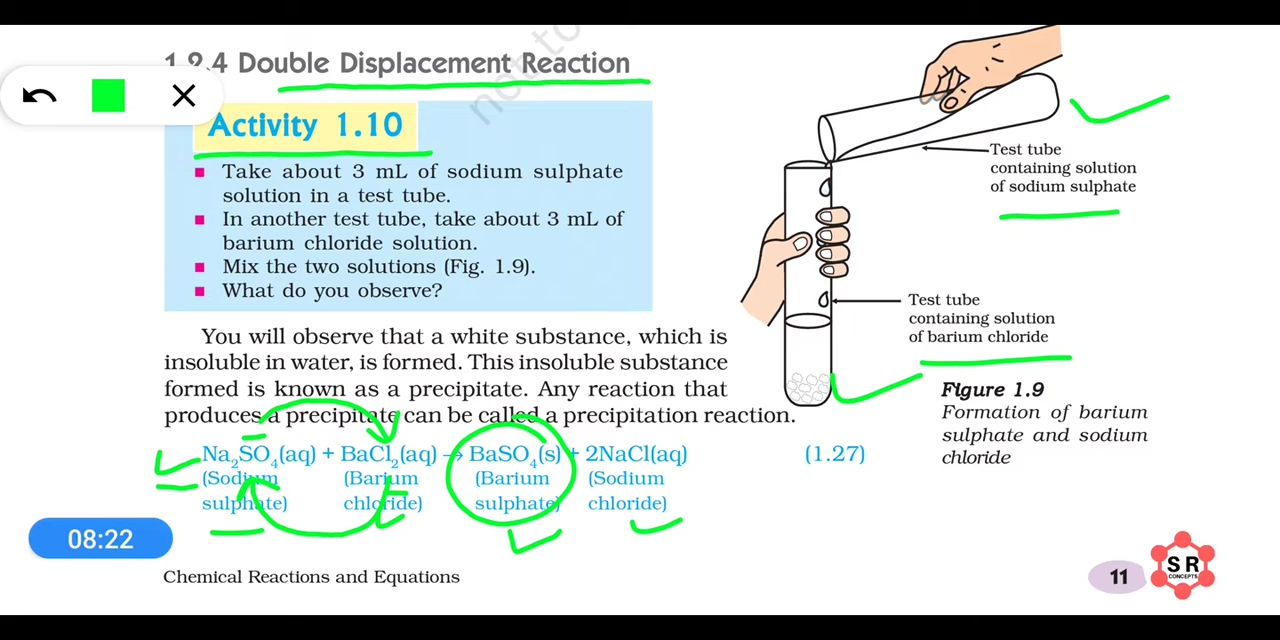 1.2.4 Double Displacement Reaction
not to
Activity 1.10
■ Take about 3 mL of sodium sulphate
solution in a test tube.
■ In another test tube, take about 3 mL of
barium chloride solution.
■ Mix the two solutions (Fig. 1.9).
■ What do you observe?
Test tube
containing solution
of sodium sulphate
Test tube
containing solution
of barium chloride
You will observe that a white substance, which is
insoluble in water, is formed. This insoluble substance
formed is known as a precipitate. Any reaction that
produces a precipitate can be called a precipitation reaction.
Figure 1.9
Formation of barium
sulphate and sodium
chloride
Na₂SO₄(aq) + BaCl₂(aq) → BaSO₄(s) + 2NaCl(aq) (1.27)
(Sodium (Barium (Barium (Sodium
sulphate) chloride) sulphate) chloride)
08:22
Chemical Reactions and Equations
11
S R
CONCEPTS